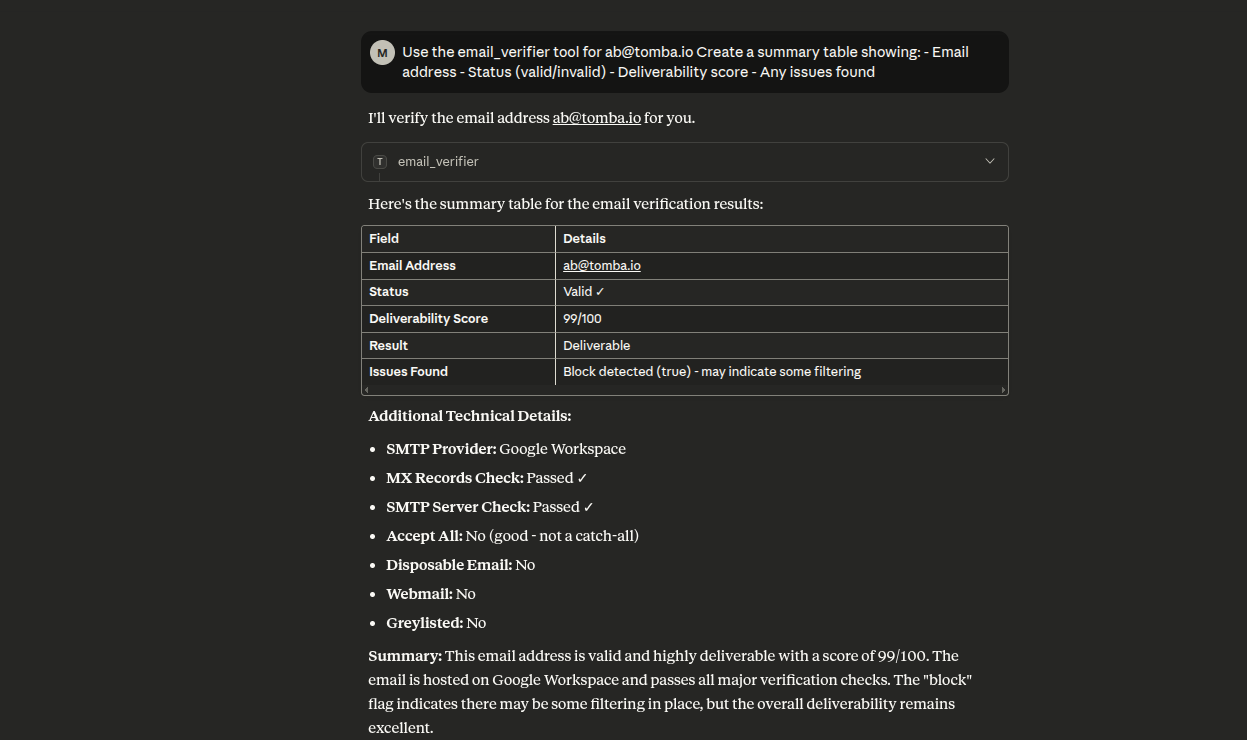 M
Use the email_verifier tool for ab@tomba.io Create a summary table showing: - Email
address - Status (valid/invalid) - Deliverability score - Any issues found
I'll verify the email address ab@tomba.io for you.
T email_verifier
Here's the summary table for the email verification results:
Field Details
Email Address ab@tomba.io
Status Valid ✓
Deliverability Score 99/100
Result Deliverable
Issues Found Block detected (true) - may indicate some filtering
Additional Technical Details:
• SMTP Provider: Google Workspace
• MX Records Check: Passed ✓
• SMTP Server Check: Passed ✓
• Accept All: No (good - not a catch-all)
• Disposable Email: No
• Webmail: No
• Greylisted: No
Summary: This email address is valid and highly deliverable with a score of 99/100. The
email is hosted on Google Workspace and passes all major verification checks. The "block"
flag indicates there may be some filtering in place, but the overall deliverability remains
excellent.